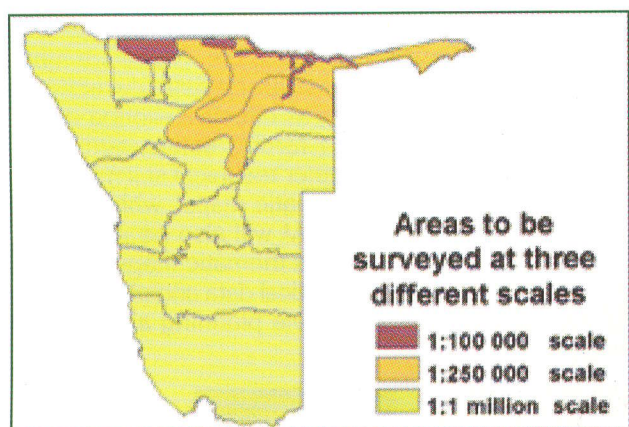 Areas to be
surveyed at three
different scales
1:100 000 scale
1:250 000 scale
1:1 million scale